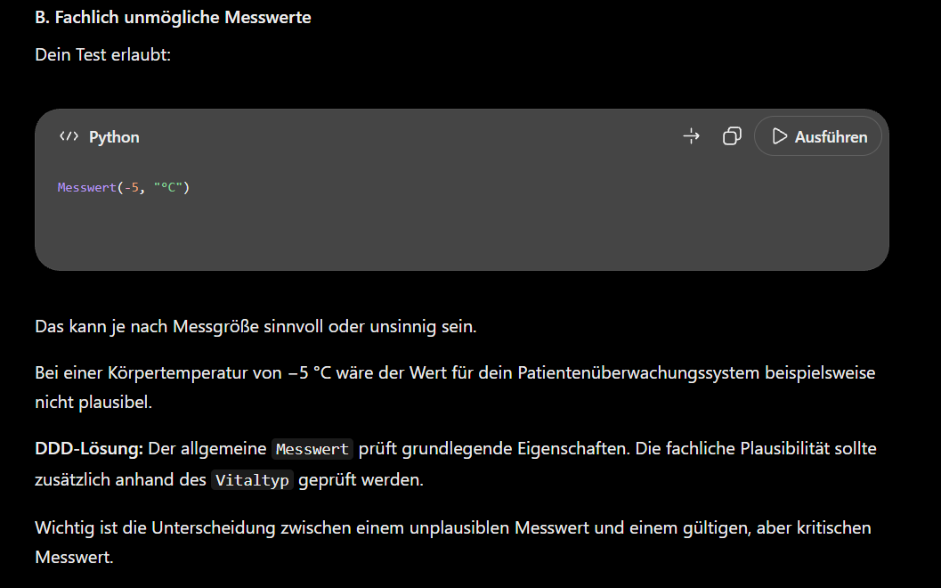 B. Fachlich unmögliche Messwerte
Dein Test erlaubt:
</> Python
Ausführen
Messwert(-5, "°C")
Das kann je nach Messgröße sinnvoll oder unsinnig sein.
Bei einer Körpertemperatur von −5 °C wäre der Wert für dein Patientenüberwachungssystem beispielsweise
nicht plausibel.
DDD-Lösung: Der allgemeine Messwert prüft grundlegende Eigenschaften. Die fachliche Plausibilität sollte
zusätzlich anhand des Vitaltyp geprüft werden.
Wichtig ist die Unterscheidung zwischen einem unplausiblen Messwert und einem gültigen, aber kritischen
Messwert.